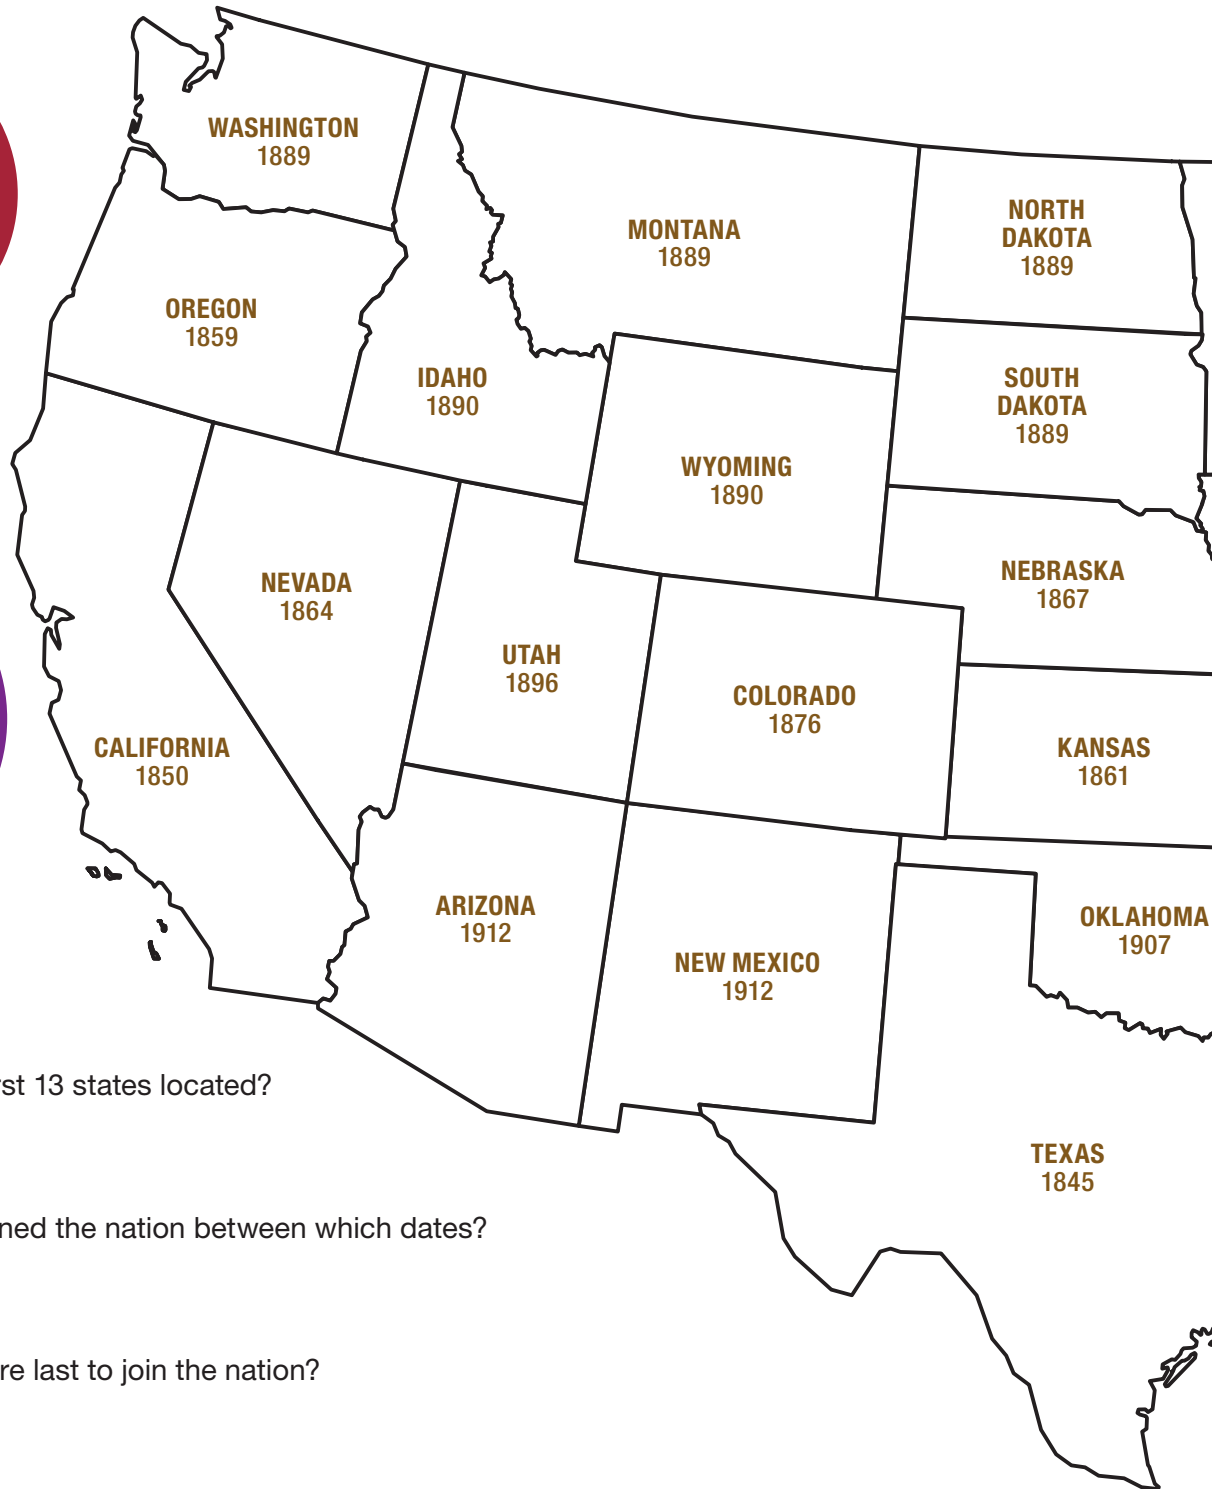 WASHINGTON
1889
MONTANA
1889
NORTH
DAKOTA
1889
OREGON
1859
IDAHO
1890
SOUTH
DAKOTA
1889
WYOMING
1890
NEVADA
1864
NEBRASKA
1867
UTAH
1896
COLORADO
1876
CALIFORNIA
1850
KANSAS
1861
ARIZONA
1912
NEW MEXICO
1912
OKLAHOMA
1907
rst 13 states located?
TEXAS
1845
ned the nation between which dates?
re last to join the nation?